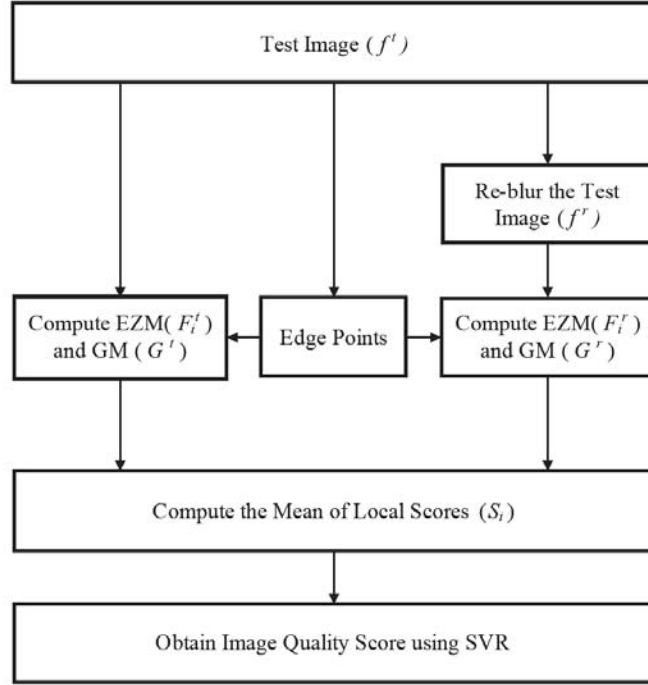 Test Image (f^t)
Re-blur the Test
Image (f^r)
Compute EZM(F_i^t)
and GM (G^t)
Edge Points
Compute EZM(F_i^r)
and GM (G^r)
Compute the Mean of Local Scores (S_i)
Obtain Image Quality Score using SVR